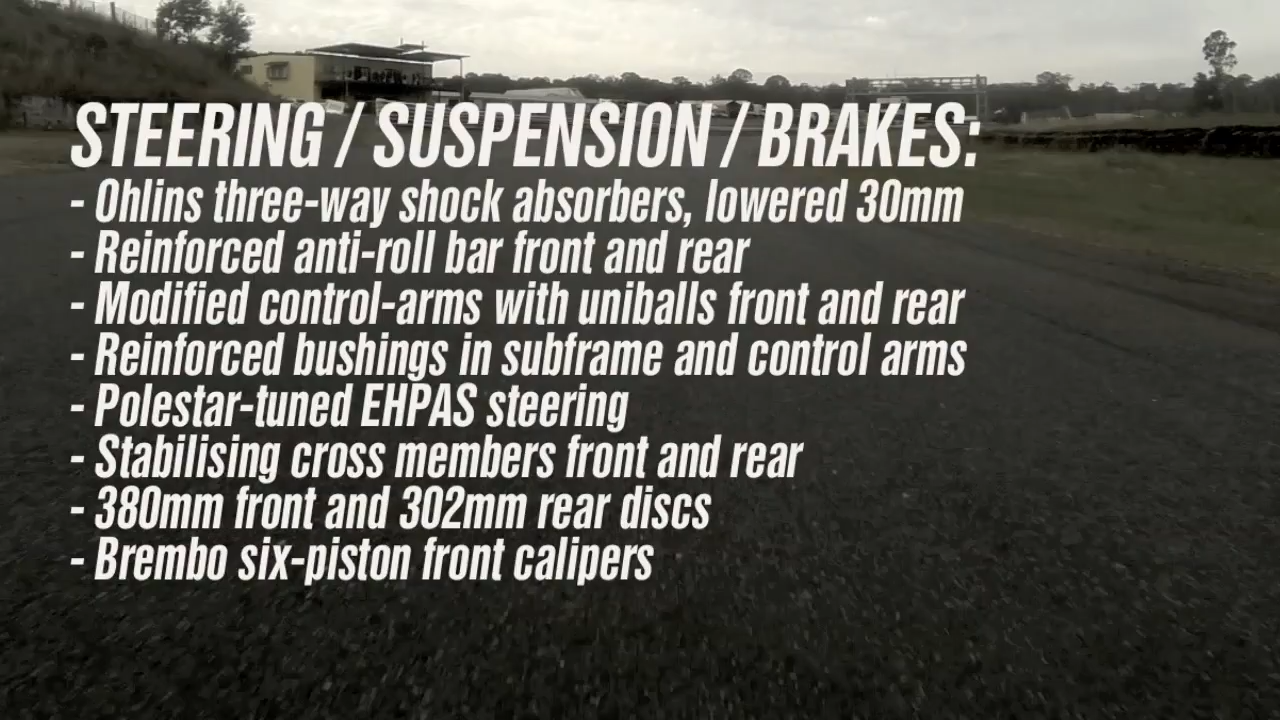 STEERING / SUSPENSION / BRAKES:
- Ohlins three-way shock absorbers, lowered 30mm
- Reinforced anti-roll bar front and rear
- Modified control-arms with uniballs front and rear
- Reinforced bushings in subframe and control arms
- Polestar-tuned EHPAS steering
- Stabilising cross members front and rear
- 380mm front and 302mm rear discs
- Brembo six-piston front calipers